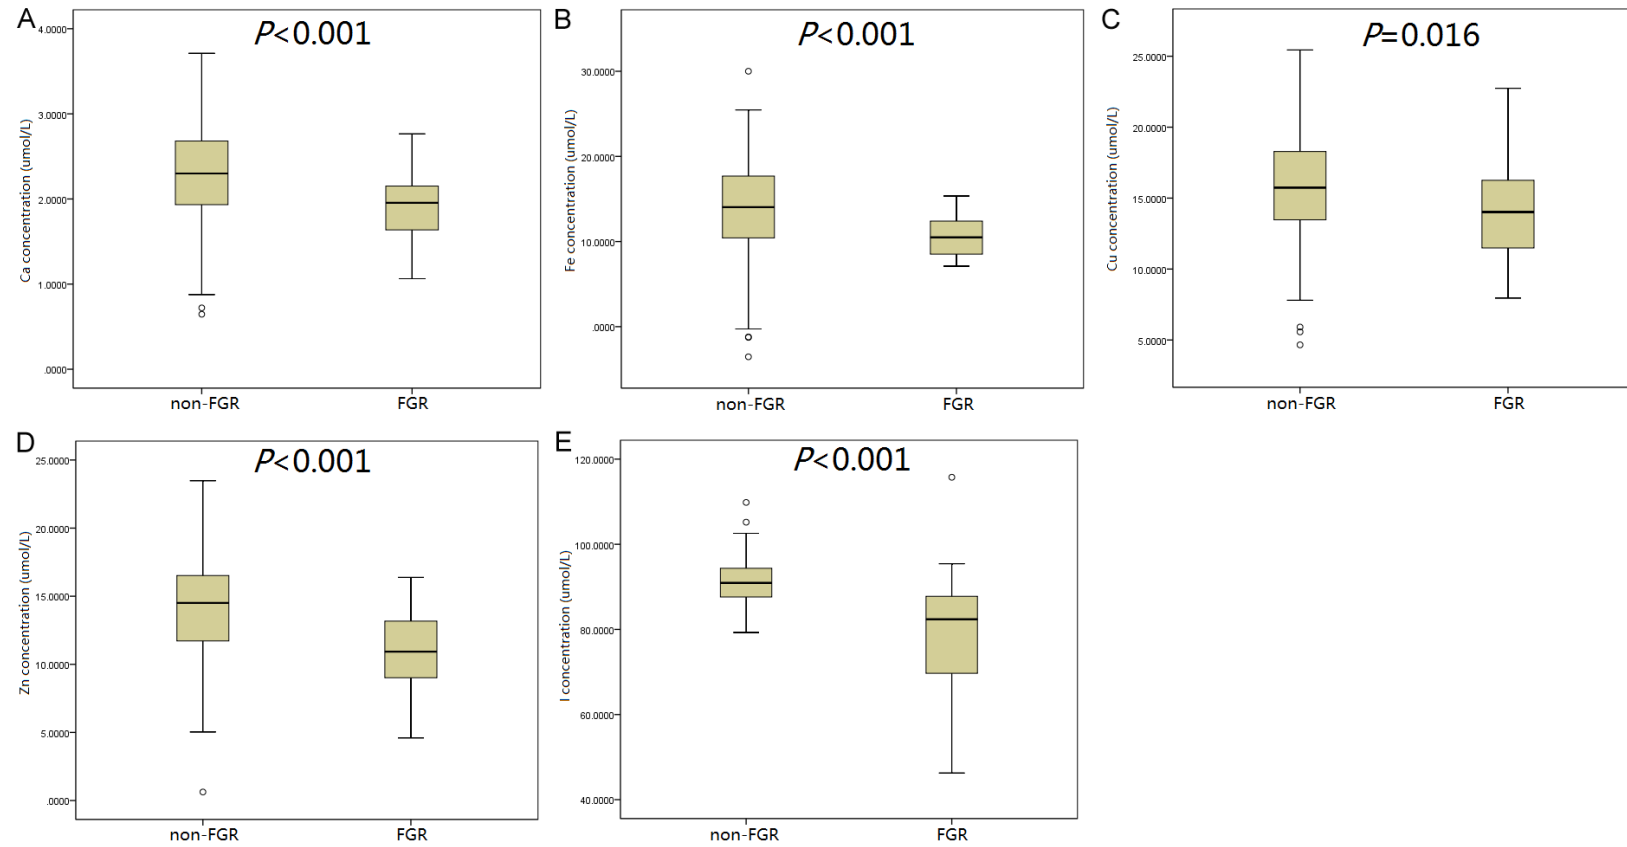 A
P<0.001
4.0000
3.0000
2.0000
1.0000
.0000
Ca concentration (umol/L)
non-FGR
FGR
B
P<0.001
30.0000
20.0000
10.0000
.0000
Fe concentration (umol/L)
non-FGR
FGR
C
P=0.016
25.0000
20.0000
15.0000
10.0000
5.0000
Cu concentration (umol/L)
non-FGR
FGR
D
P<0.001
25.0000
20.0000
15.0000
10.0000
5.0000
.0000
Zn concentration (umol/L)
non-FGR
FGR
E
P<0.001
120.0000
100.0000
80.0000
60.0000
40.0000
I concentration (umol/L)
non-FGR
FGR